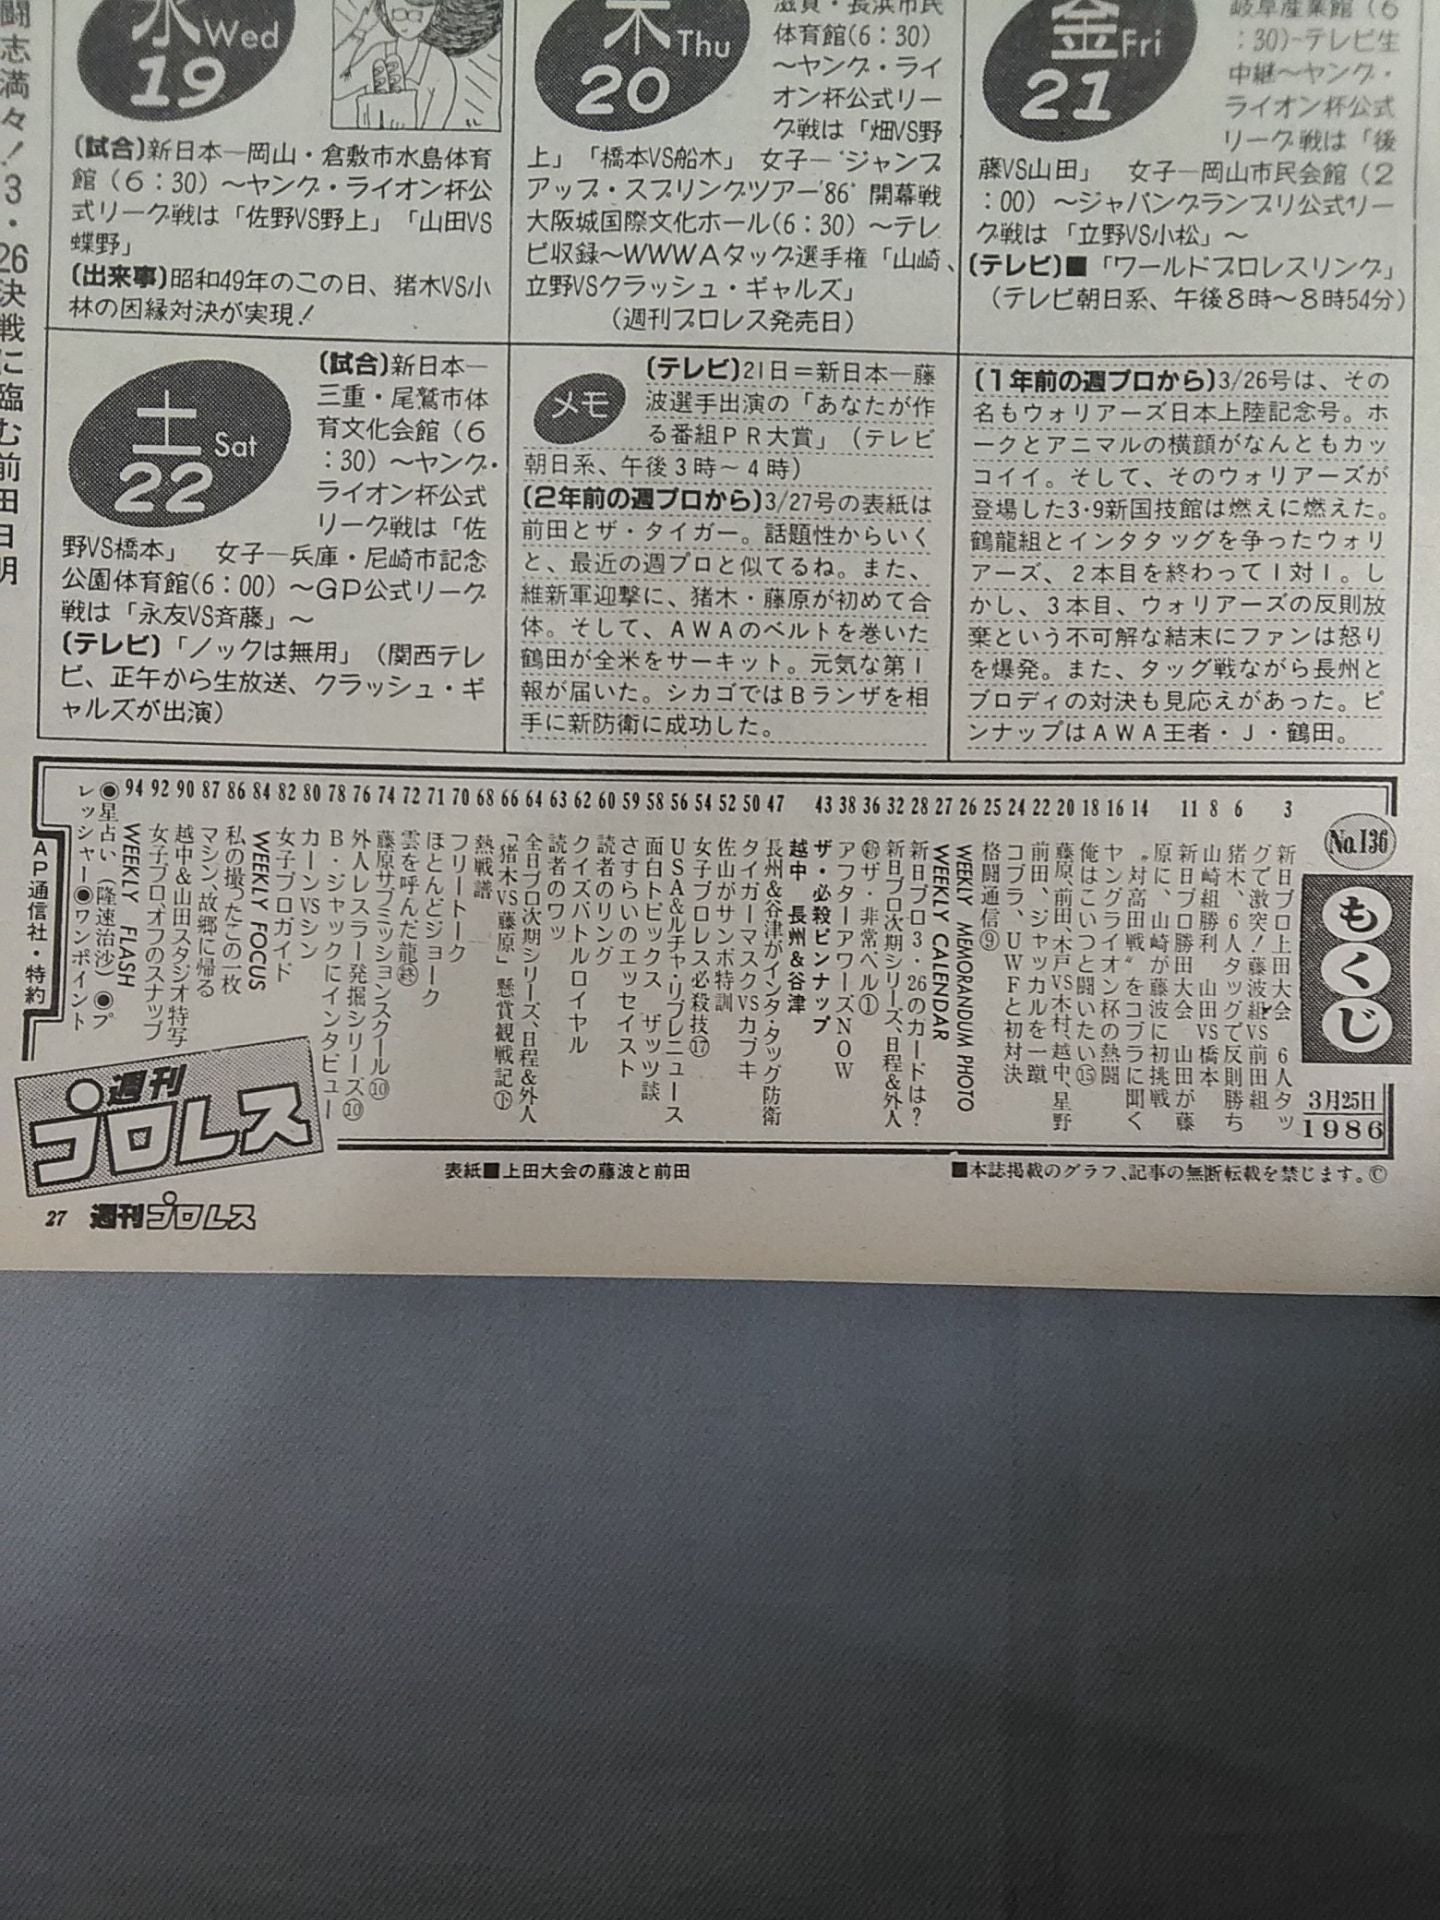 闘志満々！３・26決戦に臨む前田日明
水 Wed
19
(試合)新日本―岡山・倉敷市水島体育
館（６：30）～ヤング・ライオン杯公
式リーグ戦は「佐野VS野上」「山田VS
蝶野」
(出来事)昭和49年のこの日、猪木VS小
林の因縁対決が実現！
木 Thu
20
滋賀・長浜市民
体育館(６：30)
～ヤング・ライ
オン杯公式リー
グ戦は「畑VS野
上」「橋本VS船木」 女子―“ジャンプ
アップ・スプリングツアー'86”開幕戦
大阪城国際文化ホール(６：30)～テレ
ビ収録～ＷＷＷＡタッグ選手権「山崎、
立野VSクラッシュ・ギャルズ」
（週刊プロレス発売日）
金 Fri
21
岐阜産業館（６
：30)－テレビ生
中継～ヤング・
ライオン杯公式
リーグ戦は「後
藤VS山田」 女子―岡山市民会館（２
：00）～ジャパングランプリ公式リー
グ戦は「立野VS小松」～
(テレビ)■「ワールドプロレスリング」
（テレビ朝日系、午後８時～８時54分）
土 Sat
22
(試合)新日本―
三重・尾鷲市体
育文化会館（６
：30）～ヤング・
ライオン杯公式
リーグ戦は「佐
野VS橋本」 女子―兵庫・尼崎市記念
公園体育館(６：00）～ＧＰ公式リーグ
戦は「永友VS斉藤」～
(テレビ)「ノックは無用」（関西テレ
ビ、正午から生放送、クラッシュ・ギ
ャルズが出演）
メモ
(テレビ)21日＝新日本―藤
波選手出演の「あなたが作
る番組ＰＲ大賞」（テレビ
朝日系、午後３時～４時）
(２年前の週プロから)3/27号の表紙は
前田とザ・タイガー。話題性からいく
と、最近の週プロと似てるね。また、
維新軍迎撃に、猪木・藤原が初めて合
体。そして、ＡＷＡのベルトを巻いた
鶴田が全米をサーキット。元気な第１
報が届いた。シカゴではＢランザを相
手に新防衛に成功した。
(１年前の週プロから)3/26号は、その
名もウォリアーズ日本上陸記念号。ホ
ークとアニマルの横顔がなんともカッ
コイイ。そして、そのウォリアーズが
登場した3・9新国技館は燃えに燃えた。
鶴龍組とインタタッグを争ったウォリ
アーズ、２本目を終わって１対１。し
かし、３本目、ウォリアーズの反則放
棄という不可解な結末にファンは怒り
を爆発。また、タッグ戦ながら長州と
ブロディの対決も見応えがあった。ピ
ンナップはＡＷＡ王者・Ｊ・鶴田。
No.136
もくじ
3月25日
1986
3 新日プロ上田大会 ６人タッ
グで激突！藤波組VS前田組
6 猪木、６人タッグで反則勝ち
8 山崎組勝利 山田VS橋本
11 新日プロ勝田大会 山田が藤
原に、山崎が藤波に初挑戦
14 “対高田戦”をコブラに聞く
16 ヤングライオン杯の熱闘
18 俺はこいつと闘いたい⑮
20 藤原、前田、木戸VS木村、越中、星野
22 前田、ジャッカルを一蹴
24 コブラ、ＵＷＦと初対決
25 格闘通信⑨
26 WEEKLY MEMORANDUM PHOTO
27 WEEKLY CALENDAR
28 新日プロ3・26のカードは？
32 新日プロ次期シリーズ、日程＆外人
36 ㊟ザ・非常ベル①
38 アフターアワーズＮＯＷ
43 ザ・必殺ピンナップ
越中 長州＆谷津
47 長州＆谷津がインタ・タッグ防衛
50 タイガーマスクVSカブキ
52 佐山がサンボ特訓
54 女子プロレス必殺技⑰
56 ＵＳＡ＆ルチャ・リブレニュース
58 面白トピックス ザッツ談
59 さすらいのエッセイスト
60 読者のリング
62 クイズバトルロイヤル
63 読者のワッ
64 全日プロ次期シリーズ、日程＆外人
66 「猪木VS藤原」懸賞観戦記㊦
68 熱戦譜
70 フリートーク
71 ほとんどジョーク
72 雲を呼んだ龍㊡
74 藤原サブミッションスクール⑩
76 外人レスラー発掘シリーズ⑩
78 Ｂ・ジャックにインタビュー
80 カーンVSシン
82 女子プロガイド
84 WEEKLY FOCUS
86 私の撮ったこの一枚
87 マシン、故郷に帰る
90 越中＆山田スタジオ特写
92 女子プロ、オフのスナップ
94 WEEKLY FLASH
●星占い（隆速治沙）●プ
レッシャー●ワンポイント
ＡＰ通信社・特約
週刊プロレス
表紙■上田大会の藤波と前田
■本誌掲載のグラフ、記事の無断転載を禁じます。Ⓒ
27 週刊プロレス